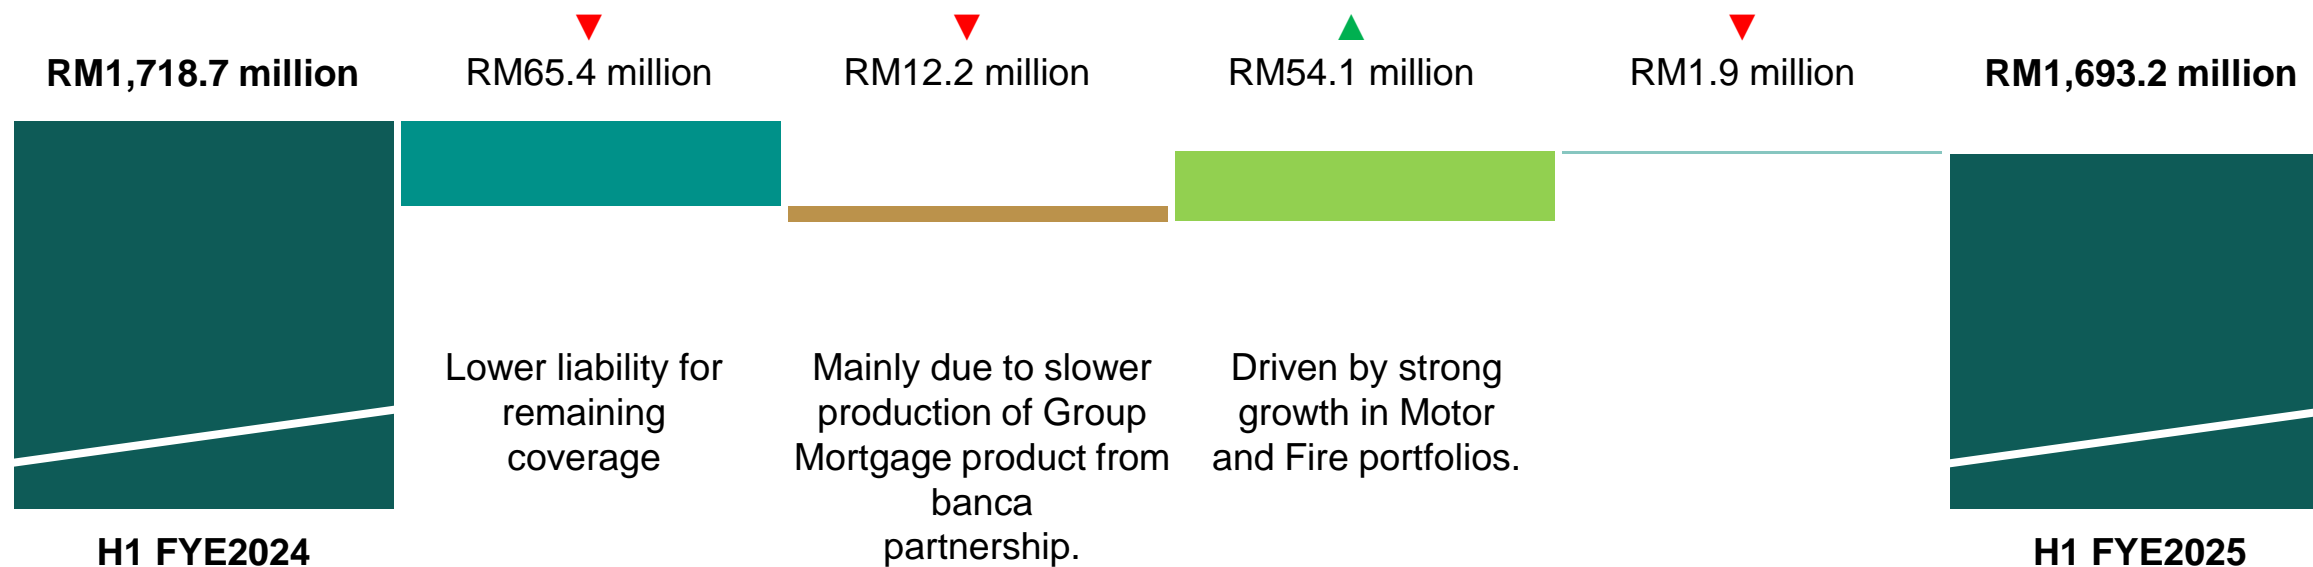 RM1,718.7 million
RM65.4 million
RM12.2 million
RM54.1 million
RM1.9 million
RM1,693.2 million
Lower liability for
remaining
coverage
Mainly due to slower
production of Group
Mortgage product from
banca
partnership.
Driven by strong
growth in Motor
and Fire portfolios.
H1 FYE2024
H1 FYE2025